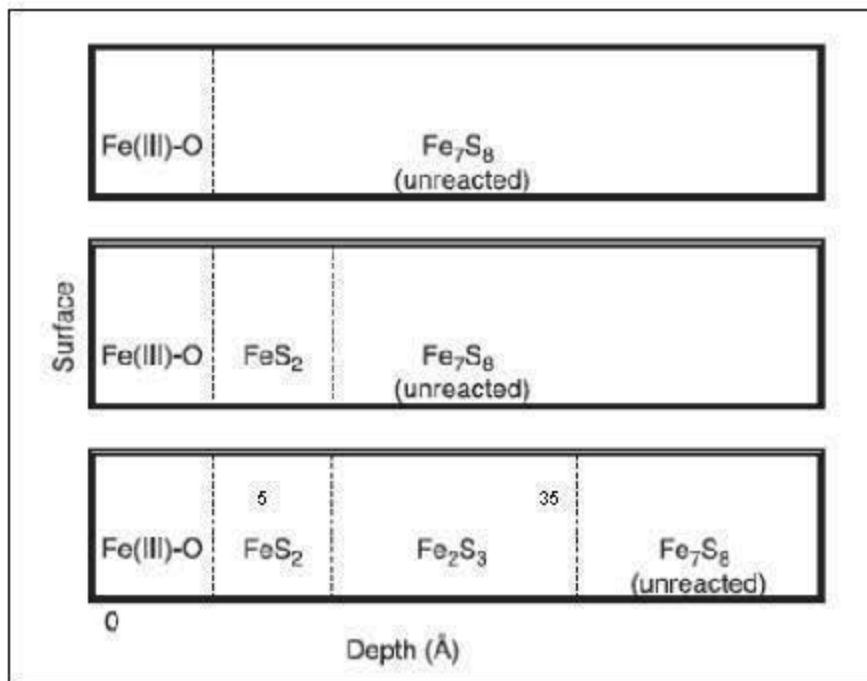 Fe(III)-O
Fe₇S₈
(unreacted)
Surface
Fe(III)-O
FeS₂
Fe₇S₈
(unreacted)
5
35
Fe(III)-O
FeS₂
Fe₂S₃
Fe₇S₈
(unreacted)
0
Depth (Å)